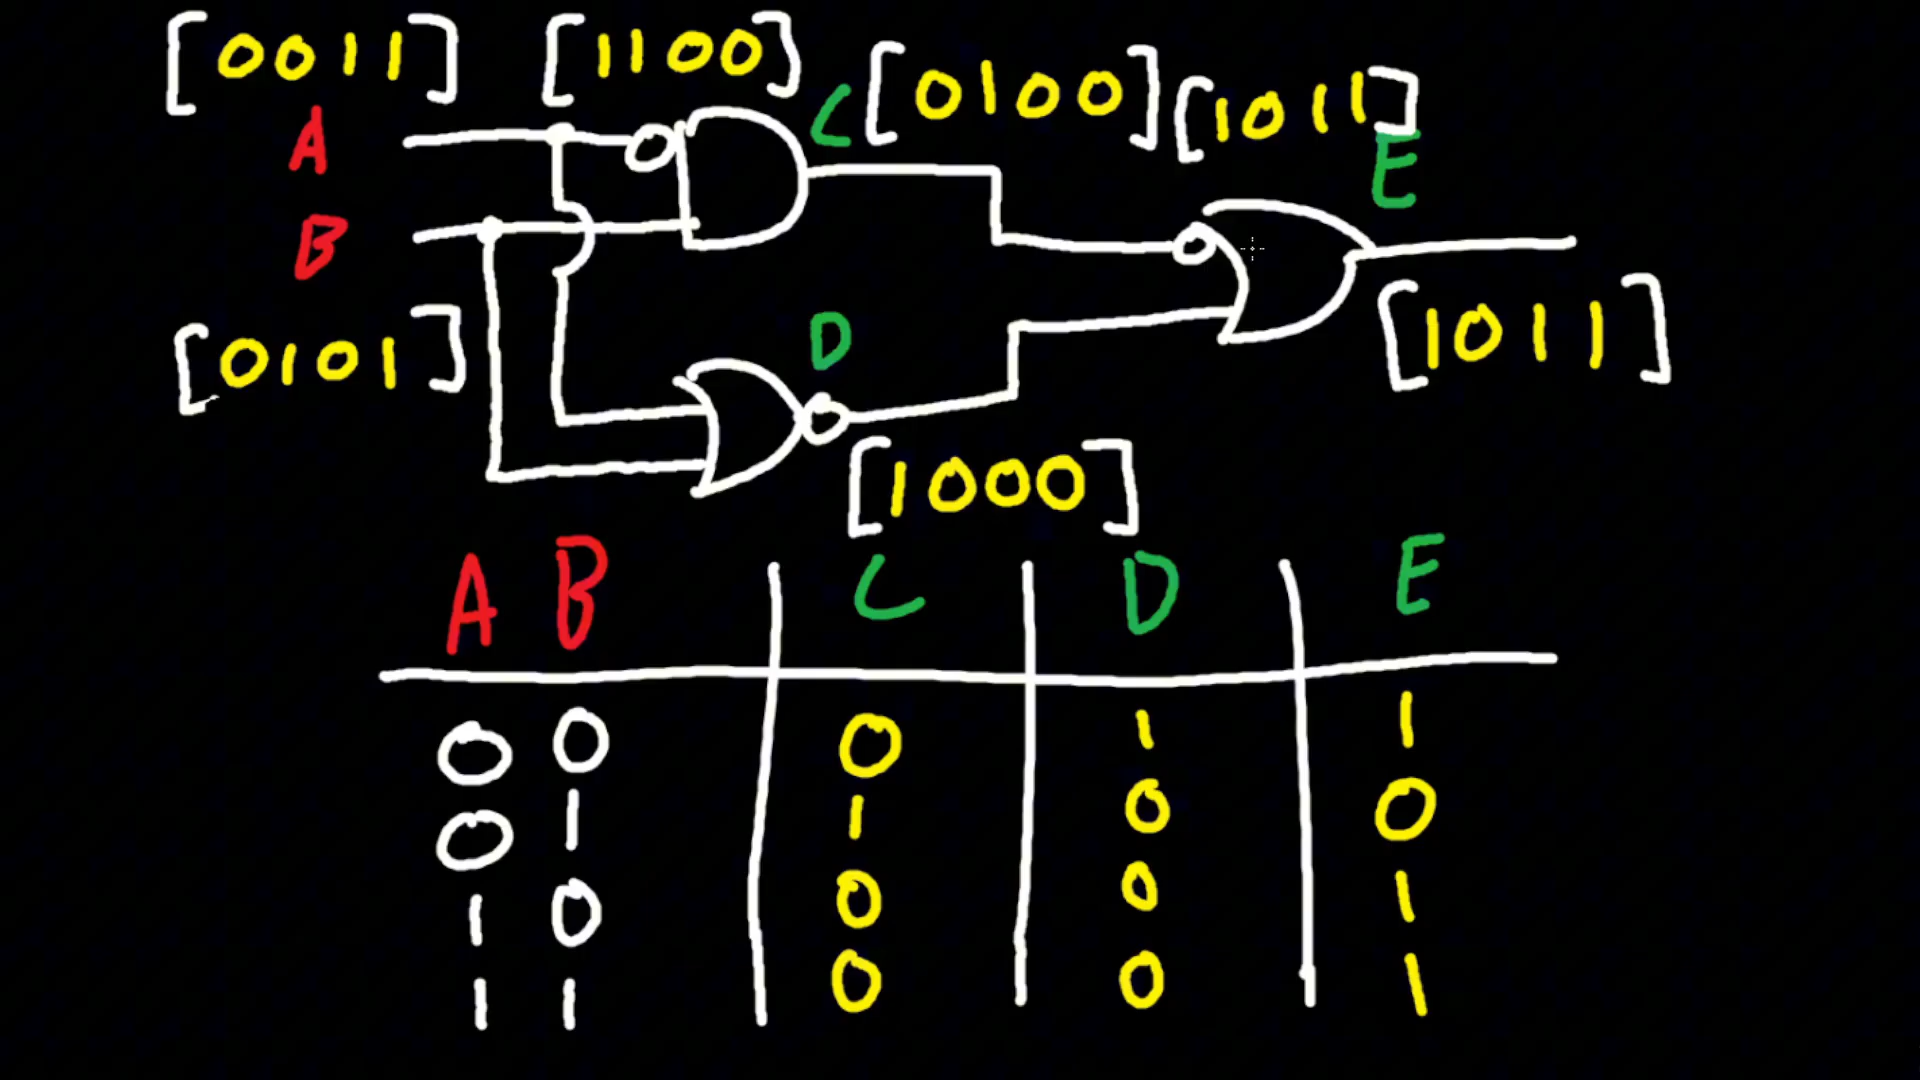 [0011] [1100] C [0100] [1011]
A E
B
[0101] D [1011]
[1000]
A B C D E
0 0 0 1 1
0 1 1 0 0
1 0 0 0 1
1 1 0 0 1